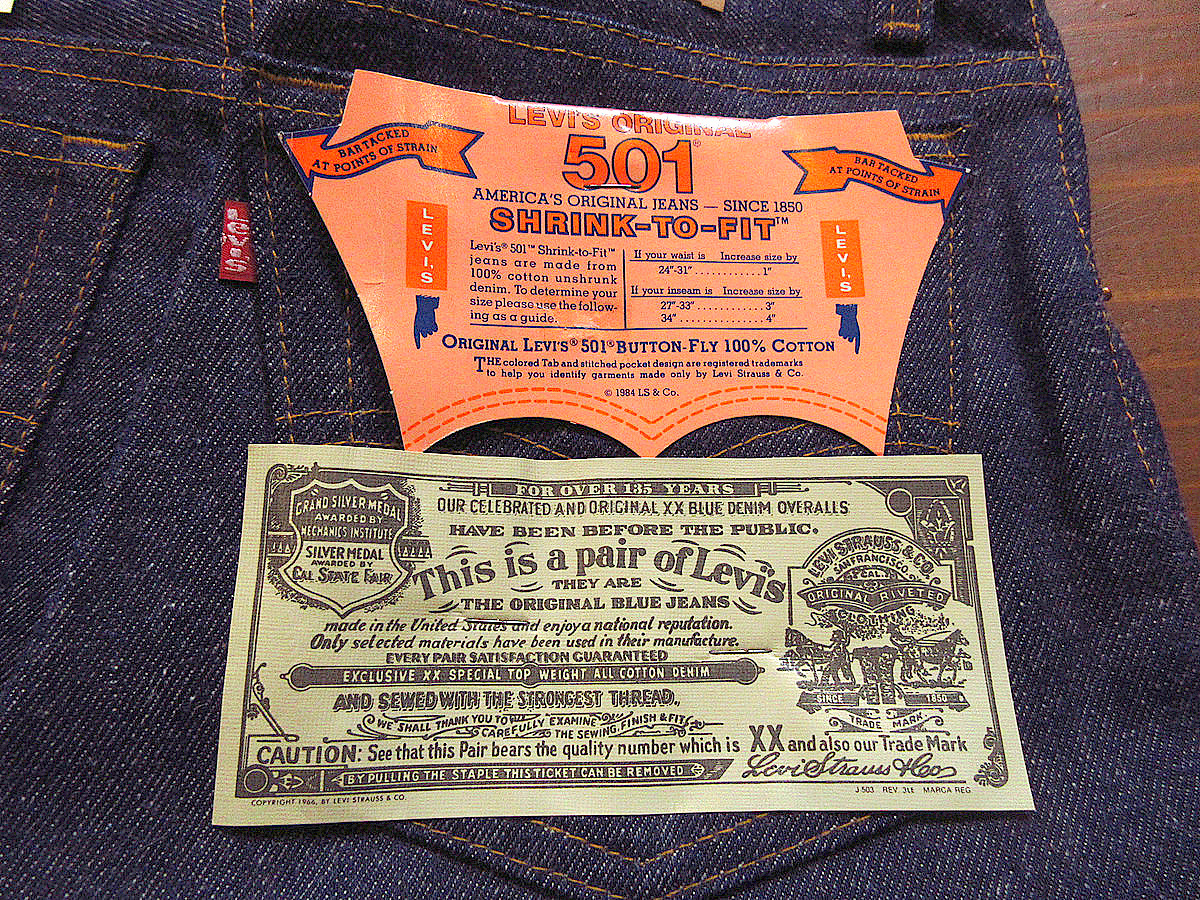 LEVI'S ORIGINAL
501®
BAR TACKED
AT POINTS OF STRAIN
BAR TACKED
AT POINTS OF STRAIN
AMERICA'S ORIGINAL JEANS — SINCE 1850
SHRINK-TO-FIT™
LEVI'S
LEVI'S
LEVI'S
Levi's® 501™ Shrink-to-Fit™
jeans are made from
100% cotton unshrunk
denim. To determine your
size please use the follow-
ing as a guide.
If your waist is Increase size by
24"-31" ............ 1"
If your inseam is Increase size by
27"-33" ............ 3"
34" ............... 4"
ORIGINAL LEVI'S® 501® BUTTON-FLY 100% COTTON
THE colored Tab and stitched pocket design are registered trademarks
to help you identify garments made only by Levi Strauss & Co.
© 1984 LS & Co.
GRAND SILVER MEDAL
AWARDED BY
MECHANICS INSTITUTE
SILVER MEDAL
AWARDED BY
CAL STATE FAIR
FOR OVER 135 YEARS
OUR CELEBRATED AND ORIGINAL XX BLUE DENIM OVERALLS
HAVE BEEN BEFORE THE PUBLIC.
This is a pair of Levi's
THEY ARE
THE ORIGINAL BLUE JEANS
made in the United States and enjoy a national reputation.
Only selected materials have been used in their manufacture.
EVERY PAIR SATISFACTION GUARANTEED
EXCLUSIVE XX SPECIAL TOP WEIGHT ALL COTTON DENIM
AND SEWED WITH THE STRONGEST THREAD.
WE SHALL THANK YOU TO CAREFULLY EXAMINE THE SEWING, FINISH & FIT
LEVI STRAUSS & CO.
SAN FRANCISCO
CAL.
ORIGINAL RIVETED
CLOTHING
SINCE 1850
TRADE MARK
CAUTION: See that this Pair bears the quality number which is XX and also our Trade Mark
Levi Strauss & Co
BY PULLING THE STAPLE THIS TICKET CAN BE REMOVED
COPYRIGHT 1966, BY LEVI STRAUSS & CO.
J 503 REV. 3tt MARCA REG